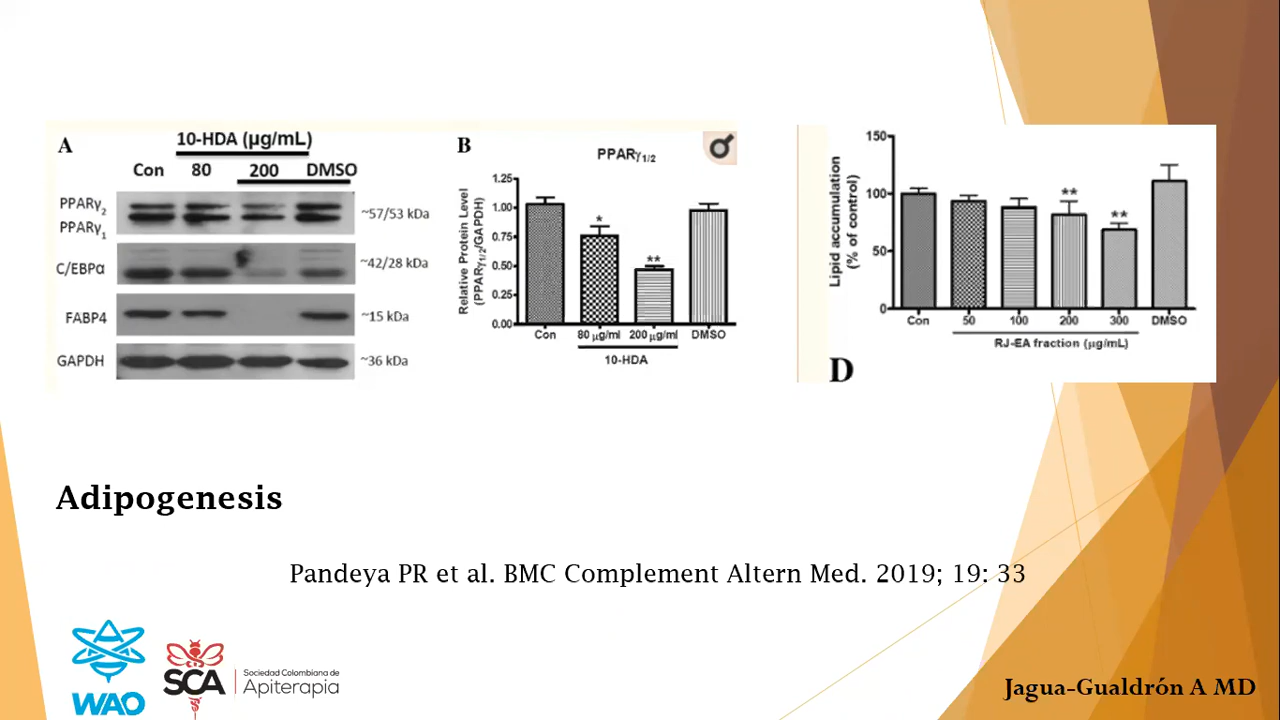 A
10-HDA (µg/mL)
Con 80 200 DMSO
PPARγ2
PPARγ1
~57/53 kDa
C/EBPα
~42/28 kDa
FABP4
~15 kDa
GAPDH
~36 kDa
B
PPARγ1/2
Relative Protein Level
(PPARγ1/2/GAPDH)
1.25
1.00
0.75
0.50
0.25
0.00
*
**
Con 80 µg/ml 200 µg/ml DMSO
10-HDA
Lipid accumulation
(% of control)
150
100
50
0
**
**
Con 50 100 200 300 DMSO
RJ-EA fraction (µg/mL)
D
Adipogenesis
Pandeya PR et al. BMC Complement Altern Med. 2019; 19: 33
WAO
SCA
Sociedad Colombiana de
Apiterapia
Jagua-Gualdrón A MD